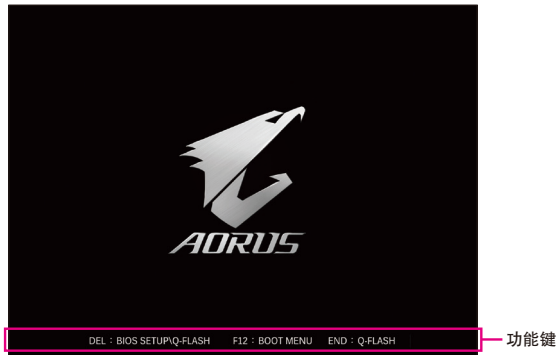 AORUS
DEL：BIOS SETUP\Q-FLASH F12：BOOT MENU END：Q-FLASH
功能键